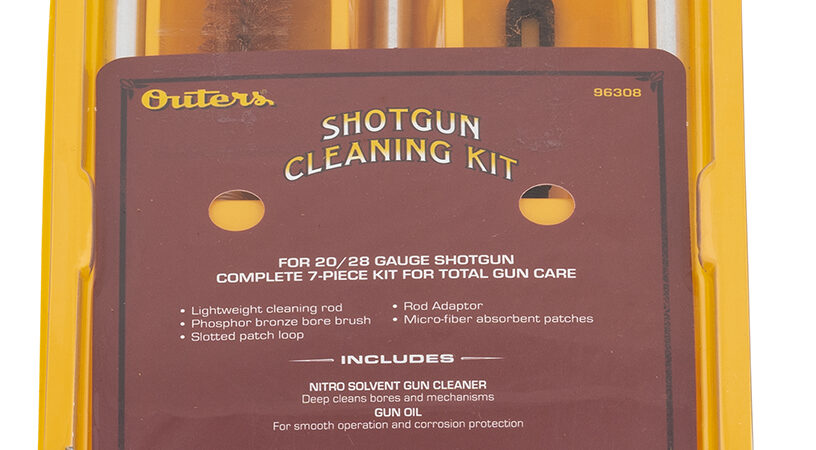 Outers
96308
SHOTGUN
CLEANING KIT
FOR 20/28 GAUGE SHOTGUN
COMPLETE 7-PIECE KIT FOR TOTAL GUN CARE
• Lightweight cleaning rod
• Phosphor bronze bore brush
• Slotted patch loop
• Rod Adaptor
• Micro-fiber absorbent patches
INCLUDES
NITRO SOLVENT GUN CLEANER
Deep cleans bores and mechanisms
GUN OIL
For smooth operation and corrosion protection